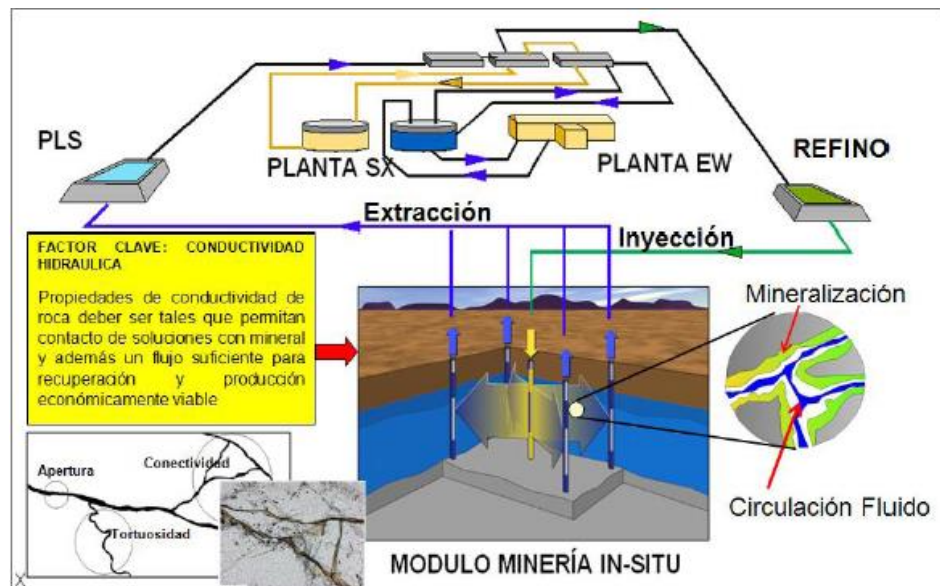 PLS
PLANTA SX
PLANTA EW
REFINO
Extracción
Inyección
FACTOR CLAVE: CONDUCTIVIDAD
HIDRAULICA
Propiedades de conductividad de
roca deber ser tales que permitan
contacto de soluciones con mineral
y además un flujo suficiente para
recuperación y producción
económicamente viable
Mineralización
Circulación Fluido
Apertura
Conectividad
Tortuosidad
X
MODULO MINERÍA IN-SITU